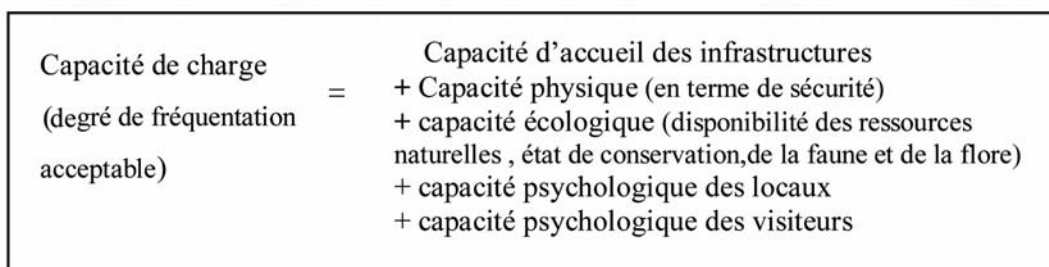 Capacité de charge
(degré de fréquentation
acceptable)
=
Capacité d’accueil des infrastructures
+ Capacité physique (en terme de sécurité)
+ capacité écologique (disponibilité des ressources
naturelles , état de conservation,de la faune et de la flore)
+ capacité psychologique des locaux
+ capacité psychologique des visiteurs